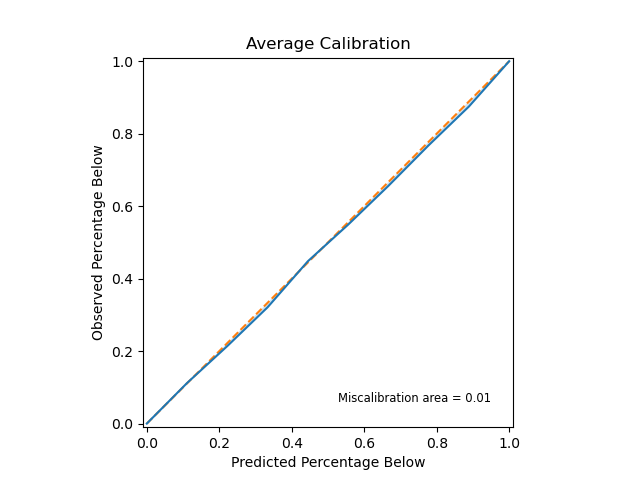 Average Calibration
1.0
0.8
0.6
0.4
0.2
0.0
Observed Percentage Below
Miscalibration area = 0.01
0.0 0.2 0.4 0.6 0.8 1.0
Predicted Percentage Below